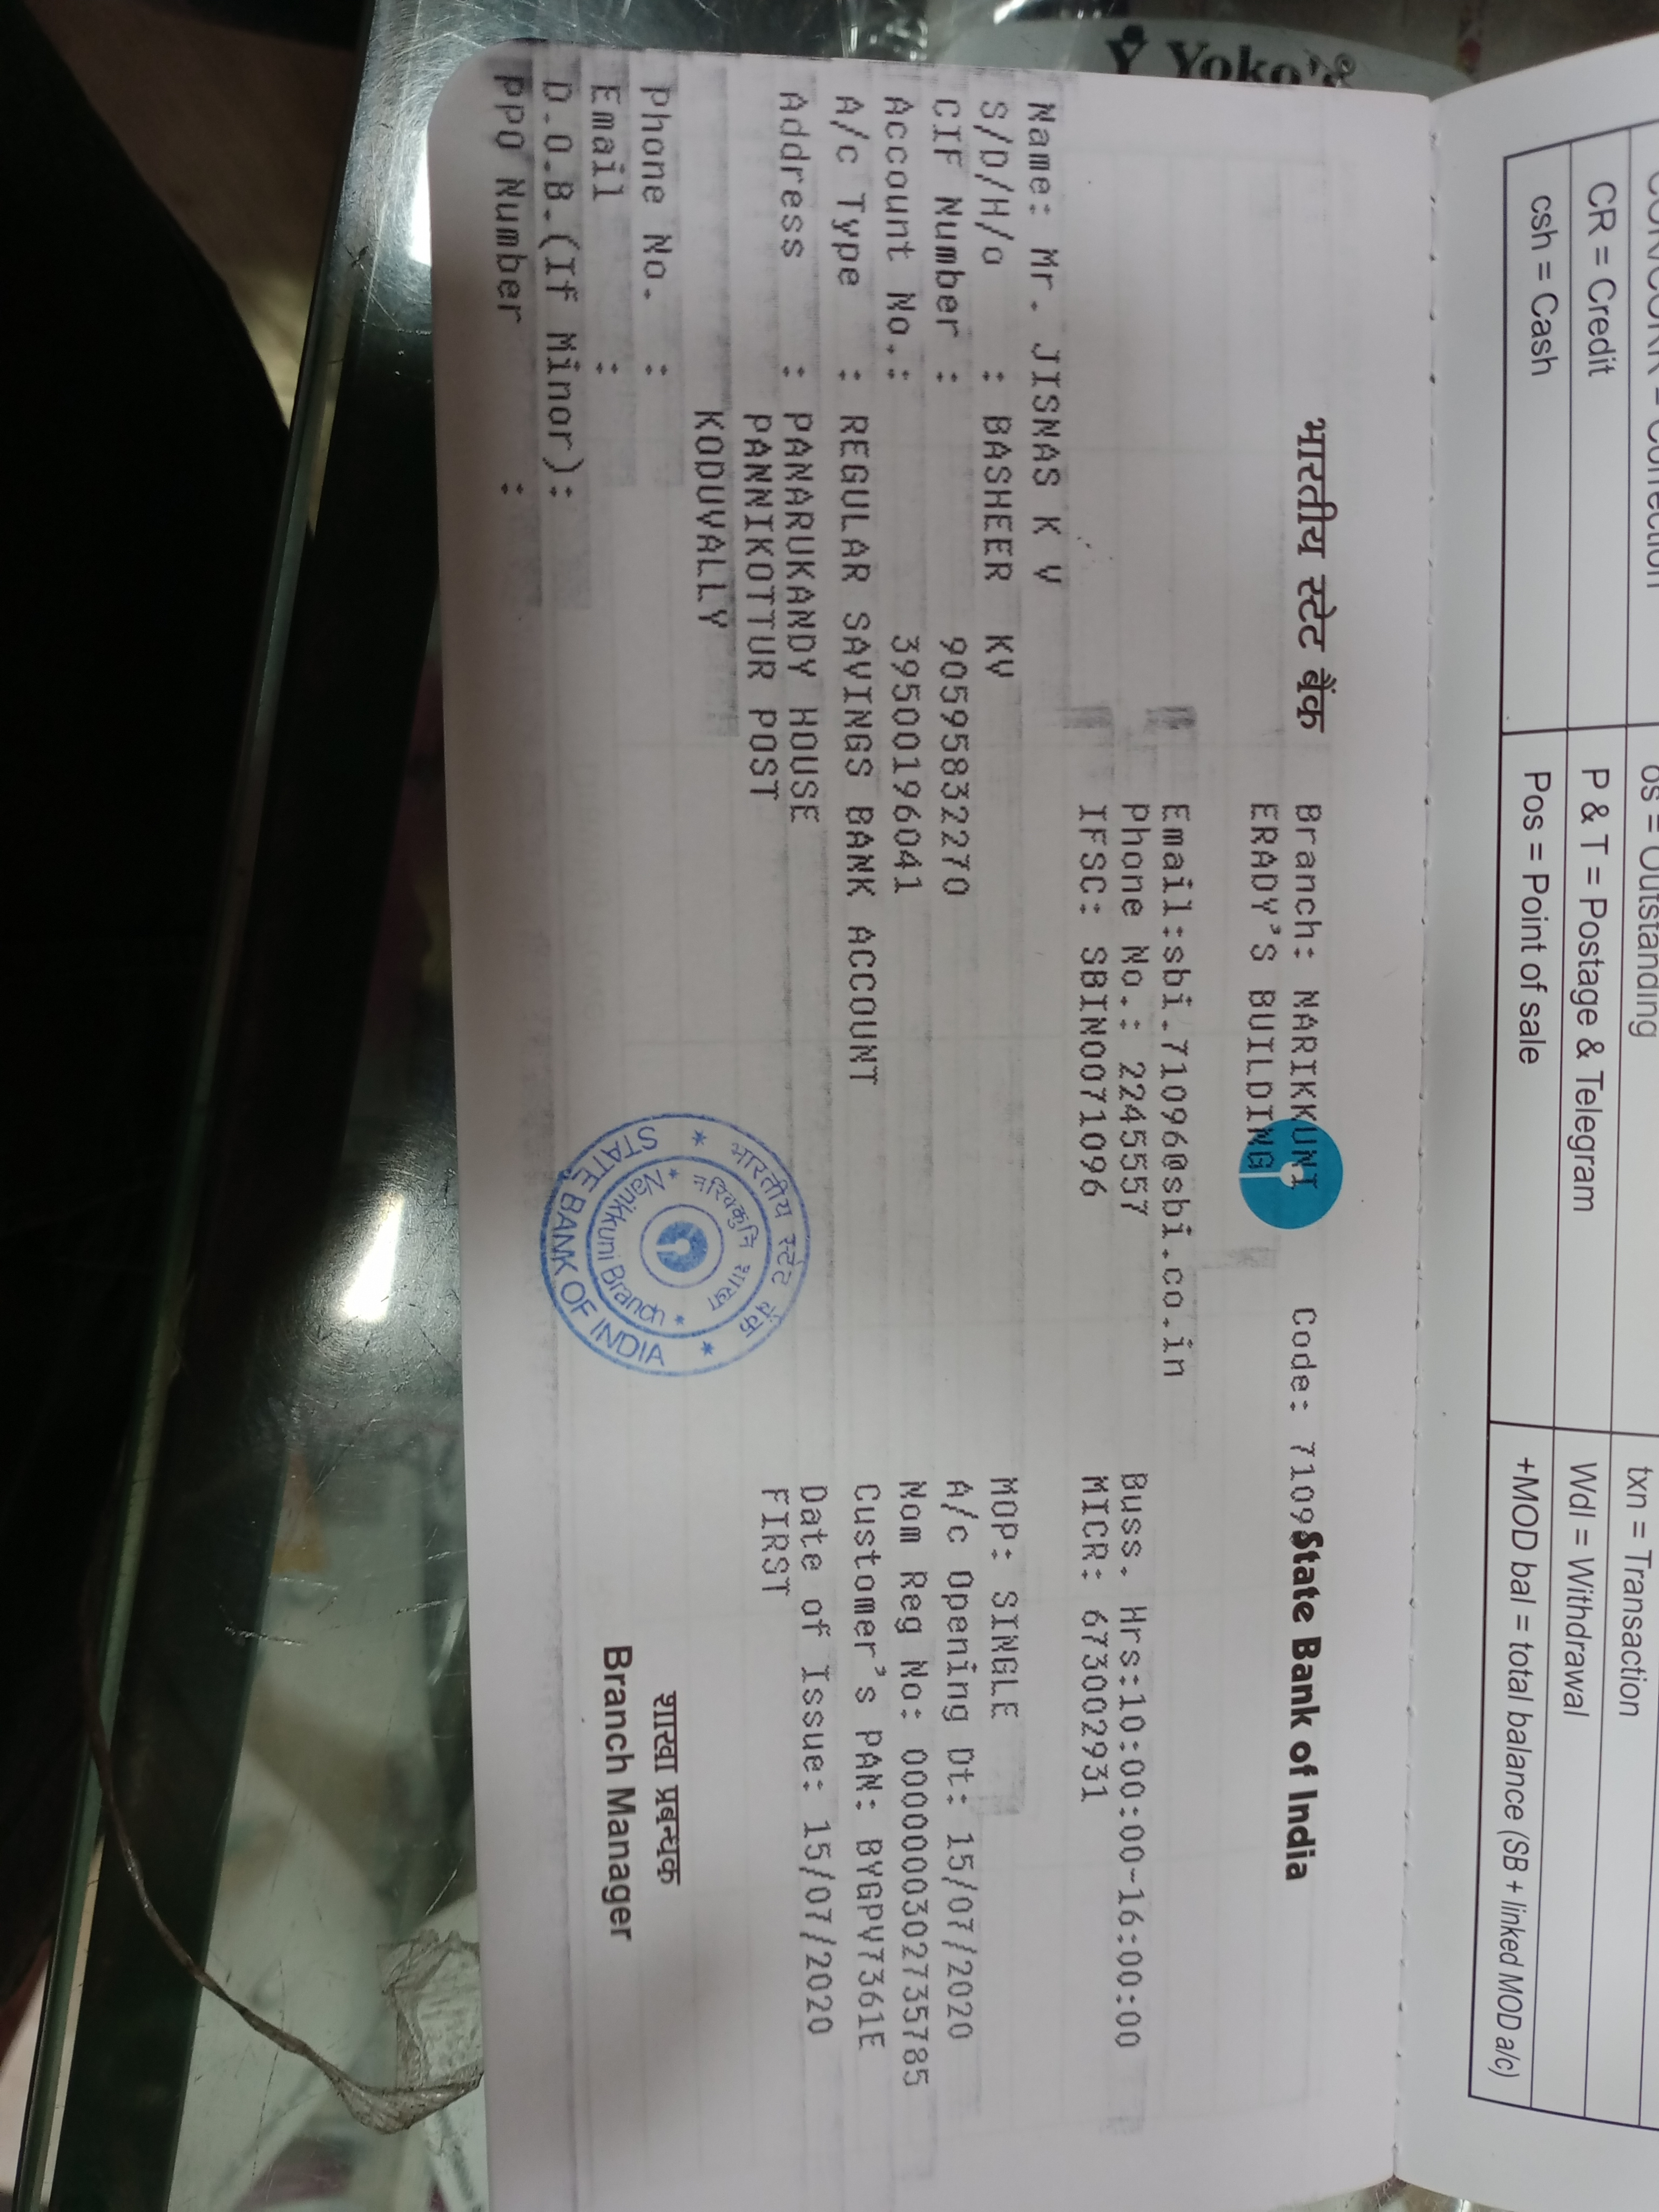 Yoko's
CR = Credit
P & T = Postage & Telegram
Wdl = Withdrawal
csh = Cash
Pos = Point of sale
+MOD bal = total balance (SB + linked MOD a/c)
os = Outstanding
txn = Transaction
भारतीय स्टेट बैंक
State Bank of India
Branch: NARIKKUNI Code: 7109
ERADY'S BUILDING
Email:sbi.71096@sbi.co.in
Phone No.: 2245557 Buss. Hrs:10:00:00-16:00:00
IFSC: SBIN0071096 MICR: 673002931
Name: Mr. JISNAS K V
S/D/H/o : BASHEER KV MOP: SINGLE
CIF Number : 90595832270 A/c Opening Dt: 15/07/2020
Account No.: 39500196041 Nom Reg No: 0000000302735785
A/c Type : REGULAR SAVINGS BANK ACCOUNT Customer's PAN: BYGPV7361E
Address : PANARUKANDY HOUSE Date of Issue: 15/07/2020
PANNIKOTTUR POST FIRST
KODUVALLY
Phone No. :
Email :
D.O.B.(If Minor):
PPO Number :
भारतीय स्टेट बैंक
नरिक्कुनि शाखा
Narikkuni Branch
STATE BANK OF INDIA
शाखा प्रबन्धक
Branch Manager